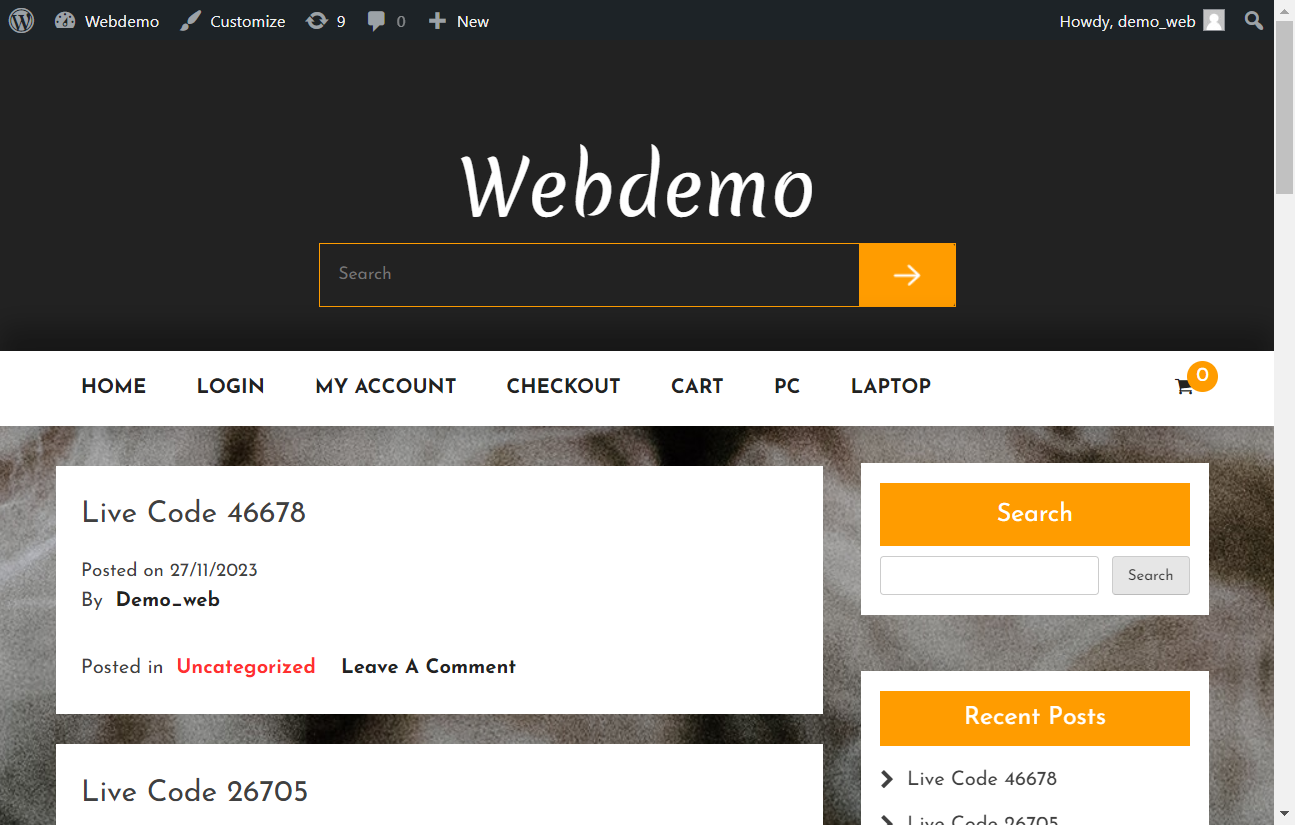 Webdemo Customize 9 0 New Howdy, demo_web
Webdemo
Search
HOME LOGIN MY ACCOUNT CHECKOUT CART PC LAPTOP 0
Live Code 46678
Posted on 27/11/2023
By Demo_web
Posted in Uncategorized Leave A Comment
Live Code 26705
Search
Search
Recent Posts
Live Code 46678
Live Code 26705